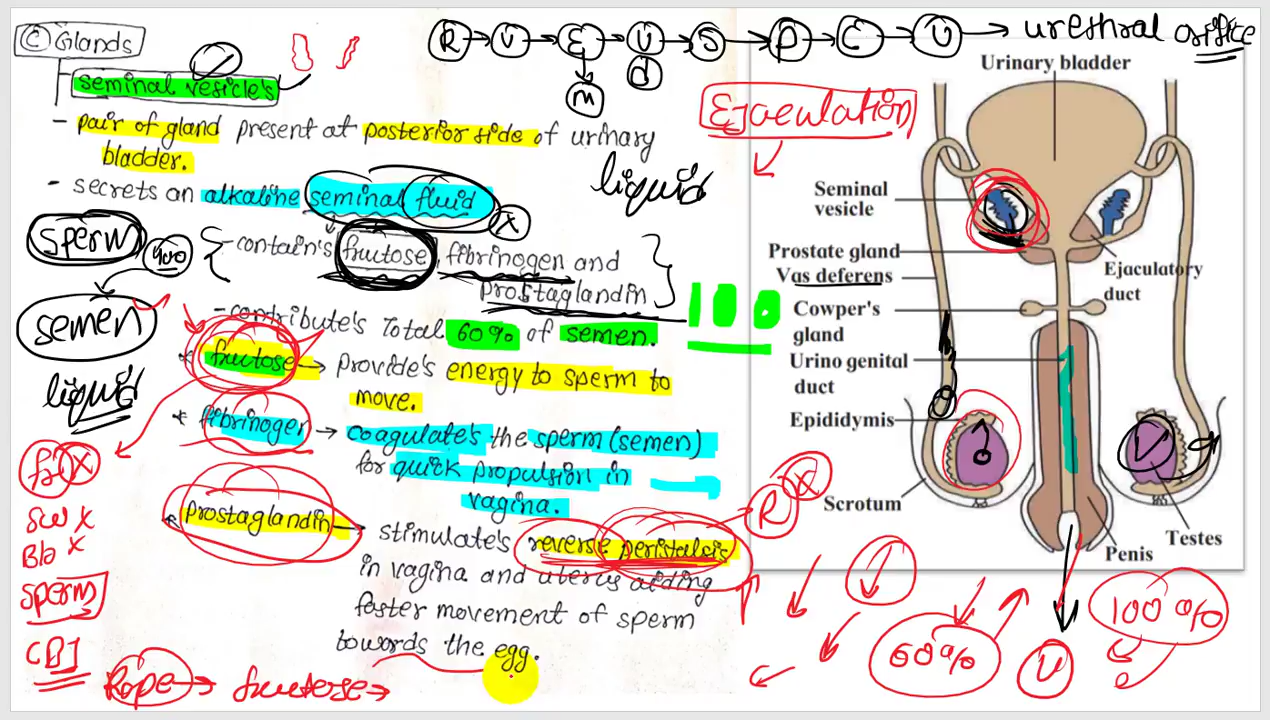 © Glands
R → V → E → V → S → P → C → U → urethral orifice
m
d
seminal vesicle's
- pair of gland present at posterior side of urinary
bladder.
Ejaculation
- secrets an alkaline seminal fluid
liquid
sperm
- contain's fructose, fibrinogen and
prostaglandin
semen
- contribute's Total 60% of semen.
100
* fructose → provide's energy to sperm to
move.
liquid
* fibrinogen → coagulate's the sperm (semen)
for quick propulsion in
vagina.
prostaglandin → stimulate's reverse peristalsis
in vagina and uterus aiding
faster movement of sperm
towards the egg.
R
X
X
Blo X
sperm
Rape → fructose →
60%
U
100%
Urinary bladder
Seminal
vesicle
Prostate gland
Vas deferens
Ejaculatory
duct
Cowper's
gland
Urino genital
duct
Epididymis
Scrotum
Testes
Penis